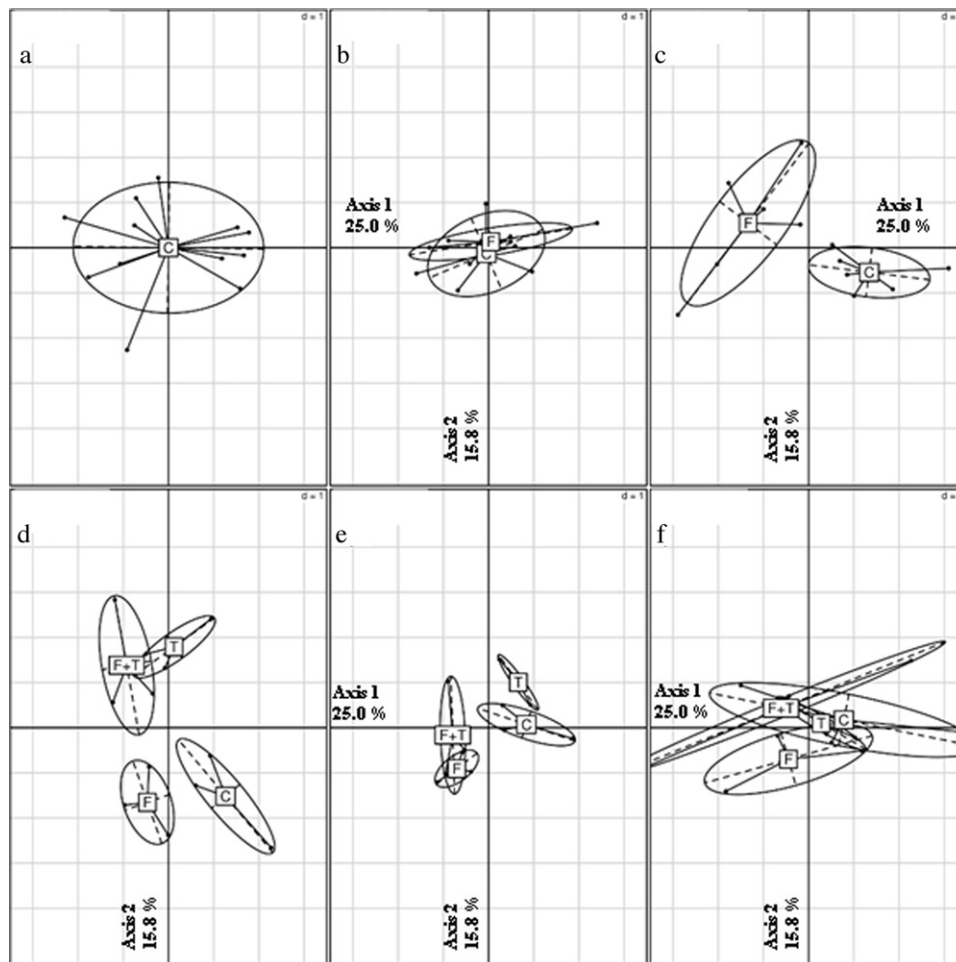 d = 1
d = 1
d =
a
b
c
Axis 1
25.0 %
Axis 1
25.0 %
C
F
C
F
C
Axis 2
15.8 %
Axis 2
15.8 %
d = 1
d = 1
d =
d
e
f
Axis 1
25.0 %
Axis 1
25.0 %
T
F+T
F
C
T
C
F+T
F
F+T
T
C
F
Axis 2
15.8 %
Axis 2
15.8 %
Axis 2
15.8 %